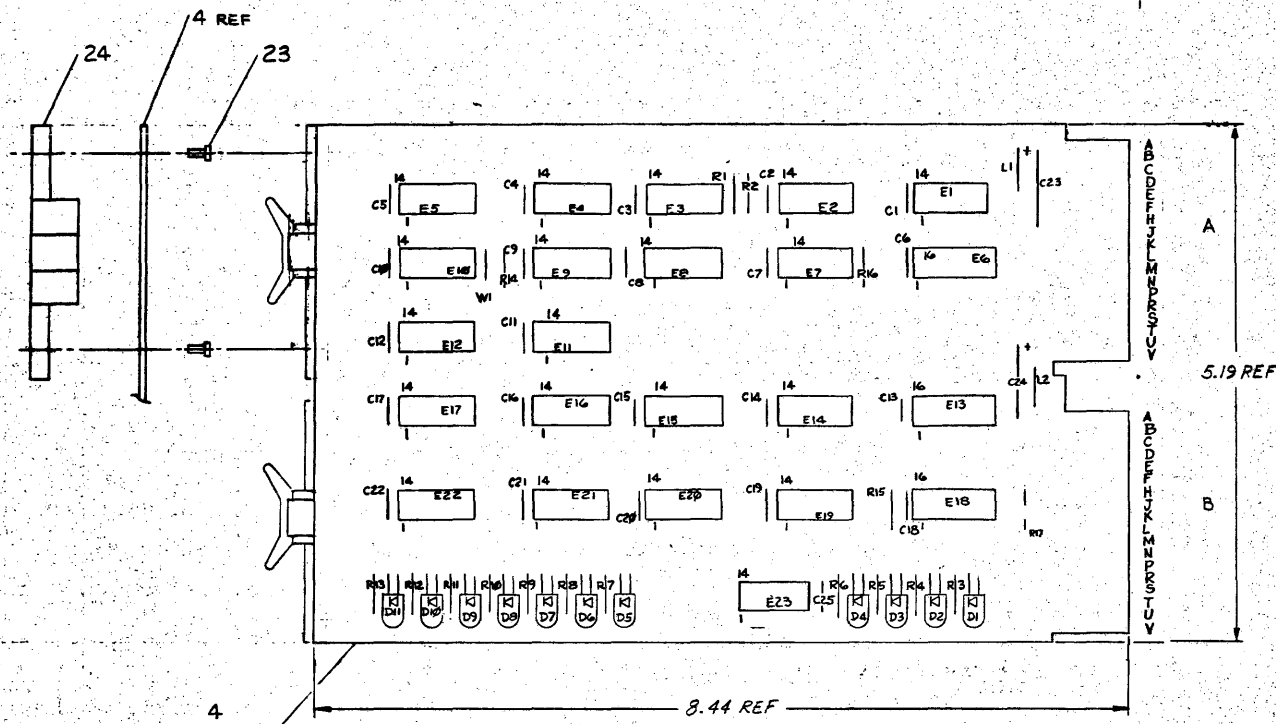 4 REF
24
23
14 14 14 R1 C2 14 14
L1 + C23
C5 E5 C4 E4 C3 E3 R2 E2 C1 E1
A
B
C
D
E
F
H
J
K
L
M
N
P
R
S
T
U
V
A
14 C9 14 14 14 C6
C10 E10 R14 E9 C8 E8 C7 E7 R16 16 E6
W1
14 C11 14
C12 E12 E11
+
C24 L2
5.19 REF
14 14 14 14 16
C17 E17 C16 E16 C15 E15 C14 E14 C13 E13
A
B
C
D
E
F
H
J
K
L
M
N
P
R
S
T
U
V
B
14 14 14 14 16
C22 E22 C21 E21 C20 E20 C19 E19 R15 C18 E18
R17
14
R13 R12 R11 R10 R9 R8 R7 E23 C25 R6 R5 R4 R3
D11 D10 D9 D8 D7 D6 D5 D4 D3 D2 D1
4
8.44 REF